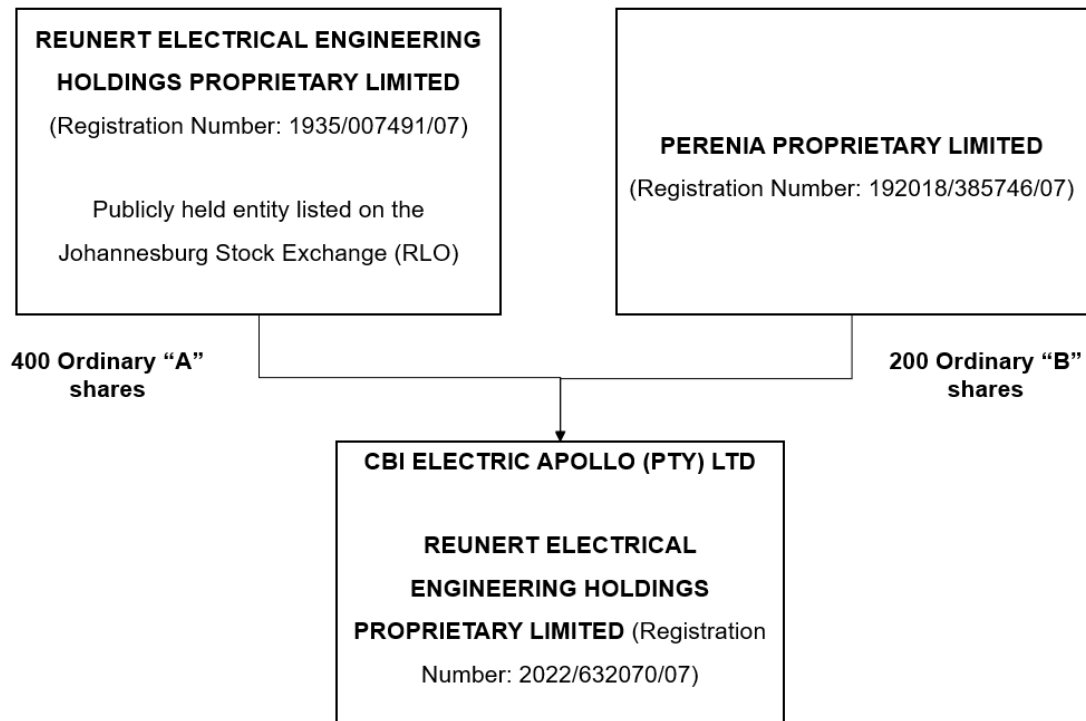 REUNERT ELECTRICAL ENGINEERING
HOLDINGS PROPRIETARY LIMITED
(Registration Number: 1935/007491/07)
Publicly held entity listed on the
Johannesburg Stock Exchange (RLO)
PERENIA PROPRIETARY LIMITED
(Registration Number: 192018/385746/07)
400 Ordinary “A”
shares
200 Ordinary “B”
shares
CBI ELECTRIC APOLLO (PTY) LTD
REUNERT ELECTRICAL
ENGINEERING HOLDINGS
PROPRIETARY LIMITED (Registration
Number: 2022/632070/07)